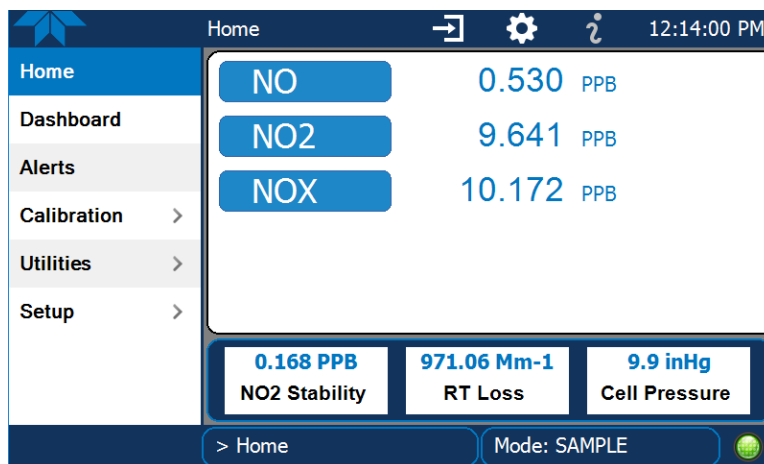 Home
12:14:00 PM
Home
Dashboard
Alerts
Calibration
Utilities
Setup
NO 0.530 PPB
NO2 9.641 PPB
NOX 10.172 PPB
0.168 PPB
NO2 Stability
971.06 Mm-1
RT Loss
9.9 inHg
Cell Pressure
> Home
Mode: SAMPLE